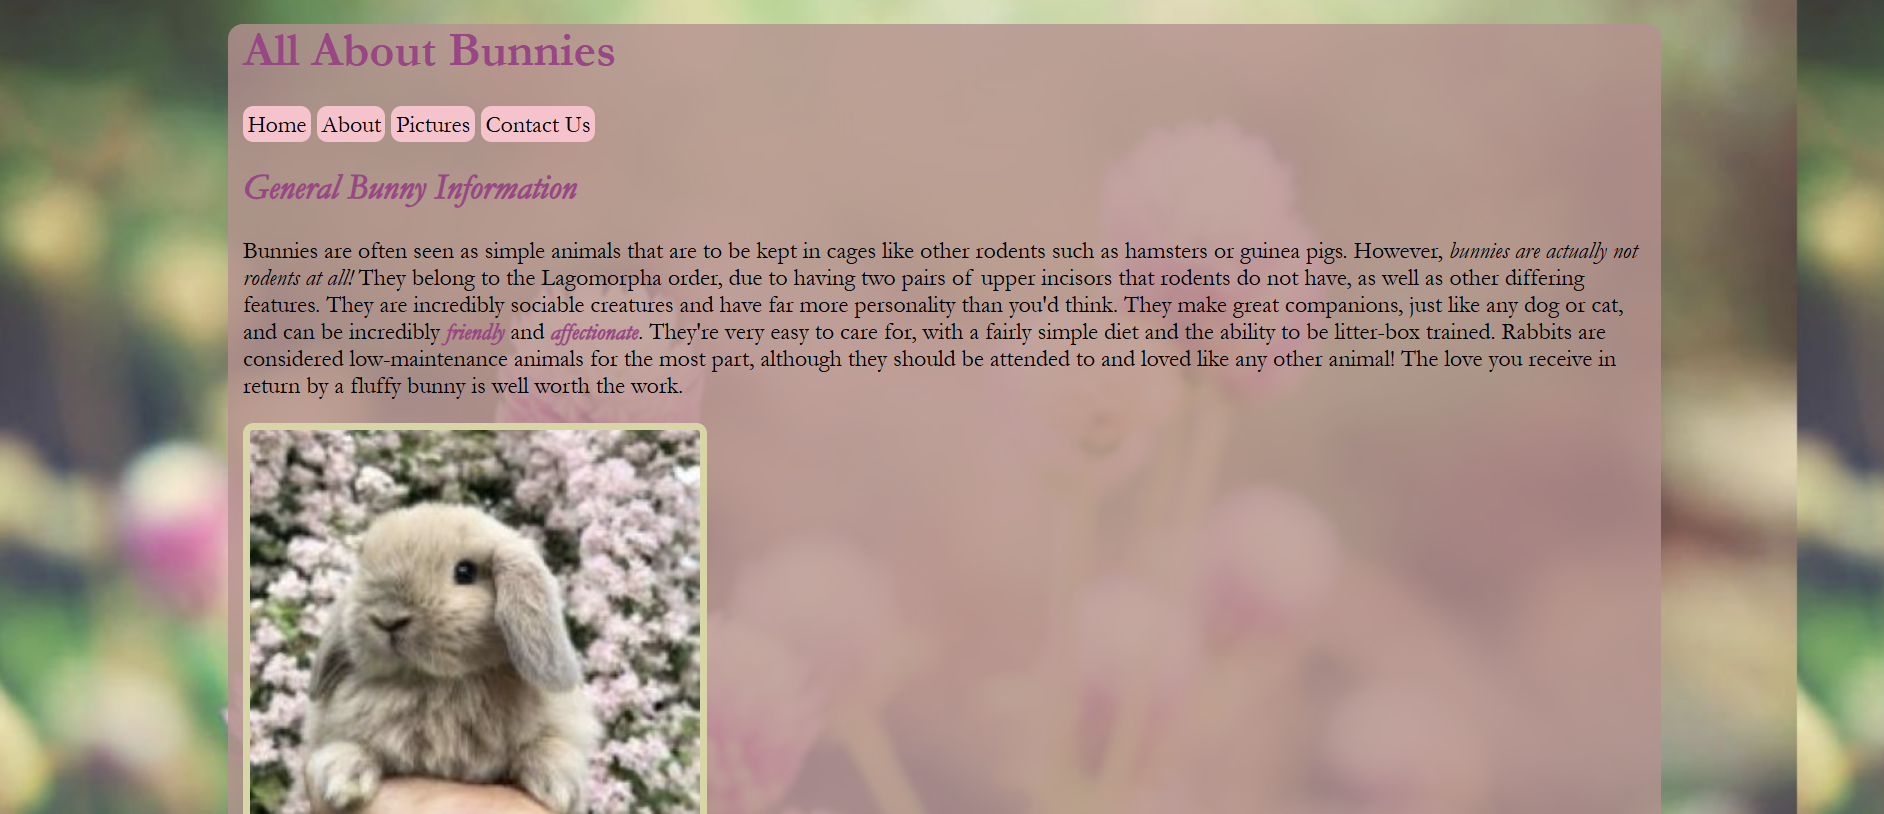 All About Bunnies
Home About Pictures Contact Us
General Bunny Information
Bunnies are often seen as simple animals that are to be kept in cages like other rodents such as hamsters or guinea pigs. However, bunnies are actually not
rodents at all! They belong to the Lagomorpha order, due to having two pairs of upper incisors that rodents do not have, as well as other differing
features. They are incredibly sociable creatures and have far more personality than you'd think. They make great companions, just like any dog or cat,
and can be incredibly friendly and affectionate. They're very easy to care for, with a fairly simple diet and the ability to be litter-box trained. Rabbits are
considered low-maintenance animals for the most part, although they should be attended to and loved like any other animal! The love you receive in
return by a fluffy bunny is well worth the work.